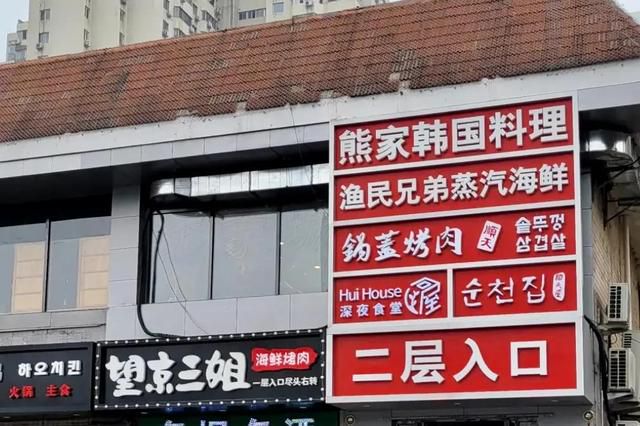 熊家韩国料理
渔民兄弟蒸汽海鲜
锅盖烤肉 顺天 솥뚜껑
삼겹살
Hui House
深夜食堂
순천집
二层入口
하오치킨
火锅 主食
望京三姐 海鲜烤肉
一层入口尽头右转